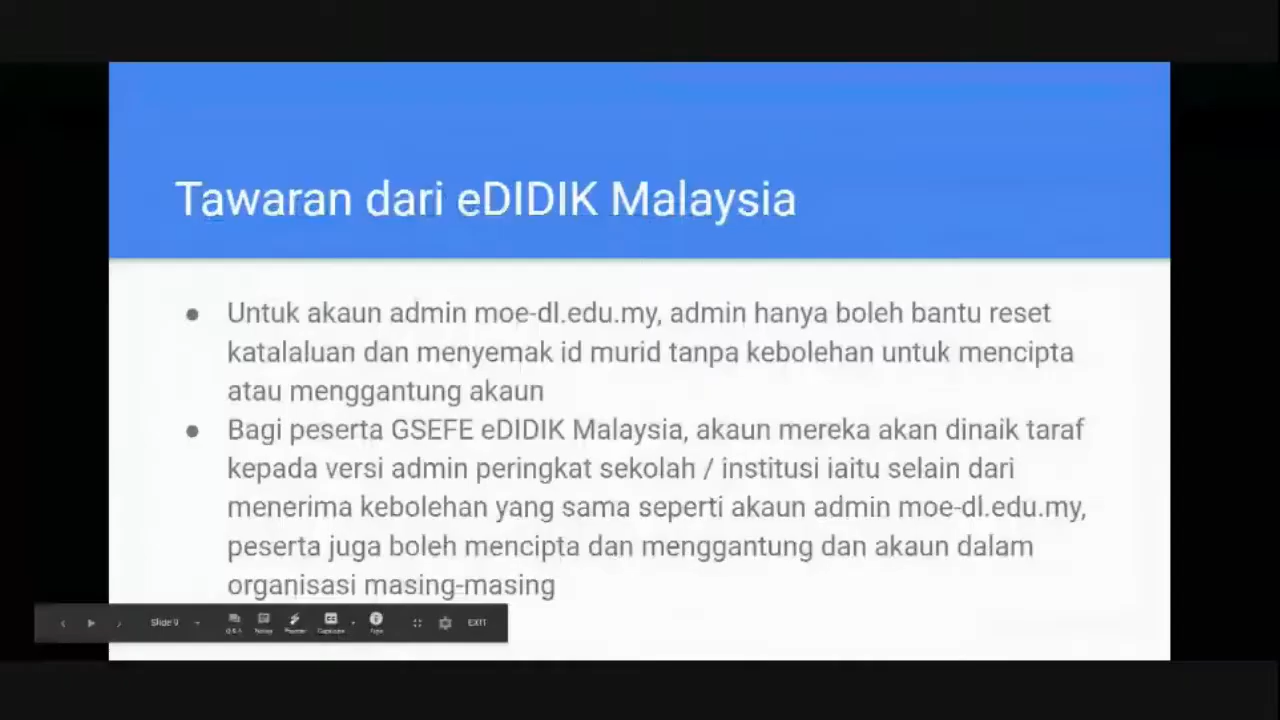 Tawaran dari eDIDIK Malaysia
● Untuk akaun admin moe-dl.edu.my, admin hanya boleh bantu reset
katalaluan dan menyemak id murid tanpa kebolehan untuk mencipta
atau menggantung akaun
● Bagi peserta GSEFE eDIDIK Malaysia, akaun mereka akan dinaik taraf
kepada versi admin peringkat sekolah / institusi iaitu selain dari
menerima kebolehan yang sama seperti akaun admin moe-dl.edu.my,
peserta juga boleh mencipta dan menggantung dan akaun dalam
organisasi masing-masing
Slide 9
EXIT